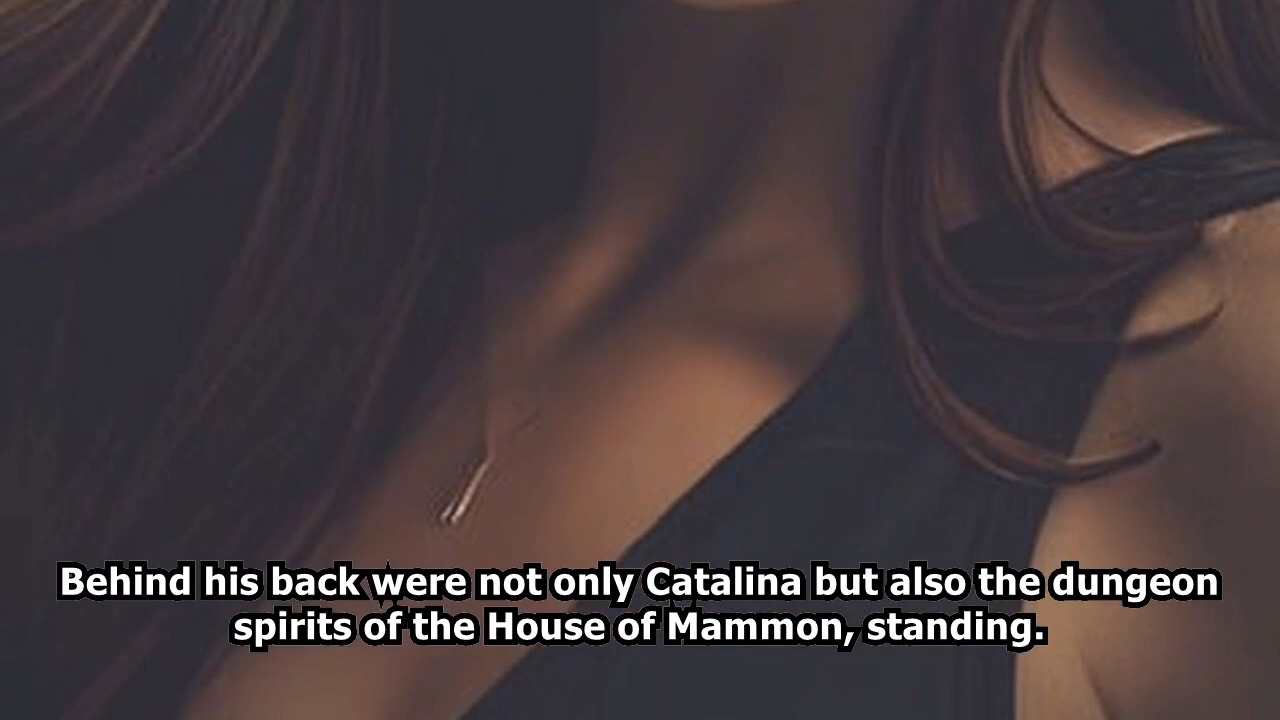 Behind his back were not only Catalina but also the dungeon
spirits of the House of Mammon, standing.